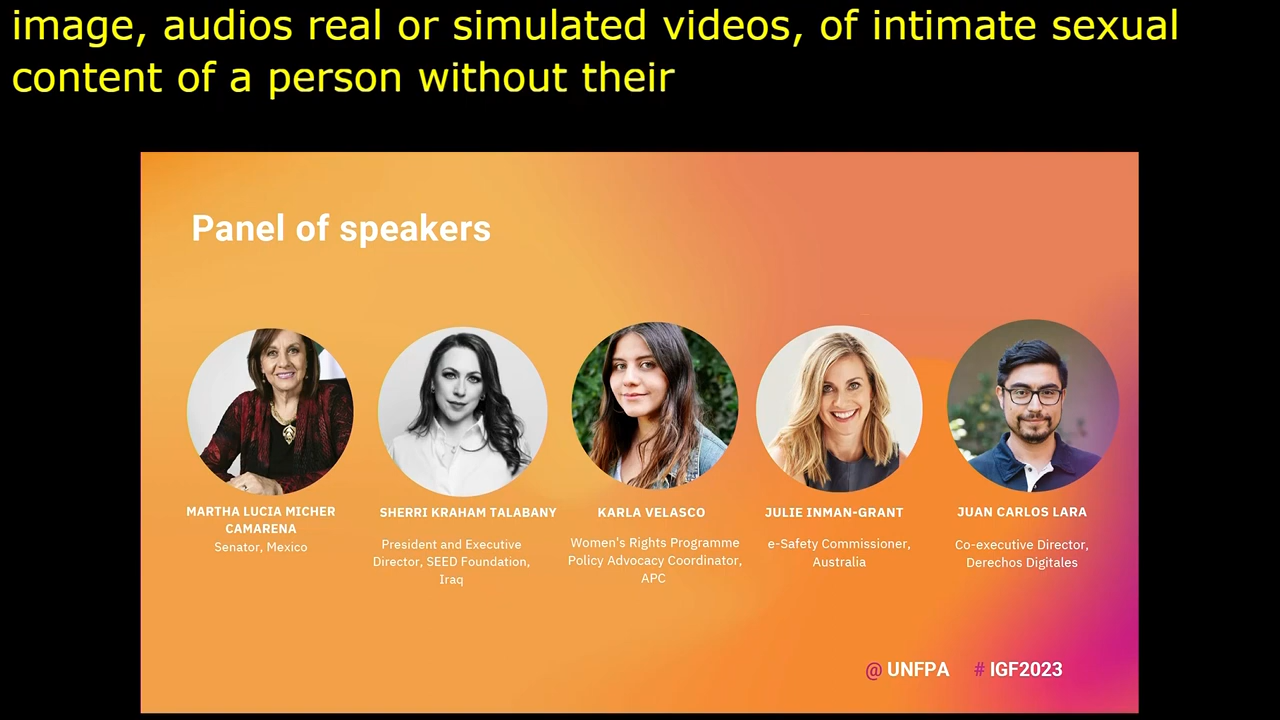 image, audios real or simulated videos, of intimate sexual
content of a person without their
Panel of speakers
MARTHA LUCIA MICHER
CAMARENA
Senator, Mexico
SHERRI KRAHAM TALABANY
President and Executive
Director, SEED Foundation,
Iraq
KARLA VELASCO
Women's Rights Programme
Policy Advocacy Coordinator,
APC
JULIE INMAN-GRANT
e-Safety Commissioner,
Australia
JUAN CARLOS LARA
Co-executive Director,
Derechos Digitales
@ UNFPA # IGF2023